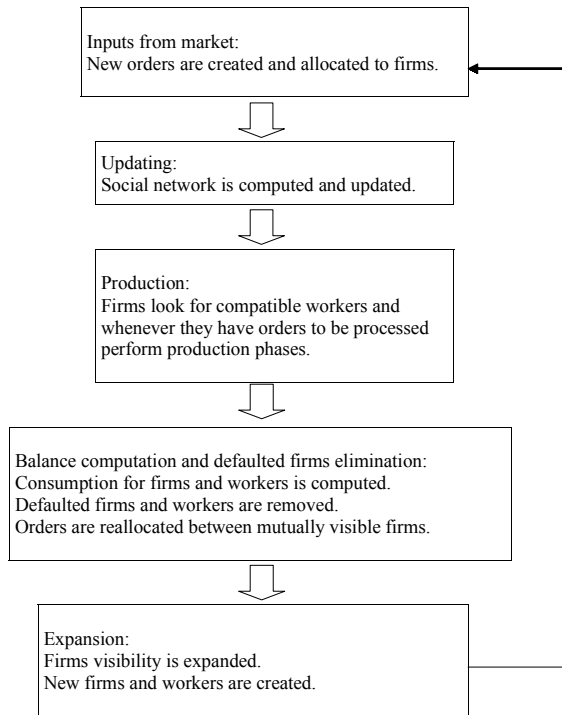 Inputs from market:
New orders are created and allocated to firms.
Updating:
Social network is computed and updated.
Production:
Firms look for compatible workers and
whenever they have orders to be processed
perform production phases.
Balance computation and defaulted firms elimination:
Consumption for firms and workers is computed.
Defaulted firms and workers are removed.
Orders are reallocated between mutually visible firms.
Expansion:
Firms visibility is expanded.
New firms and workers are created.